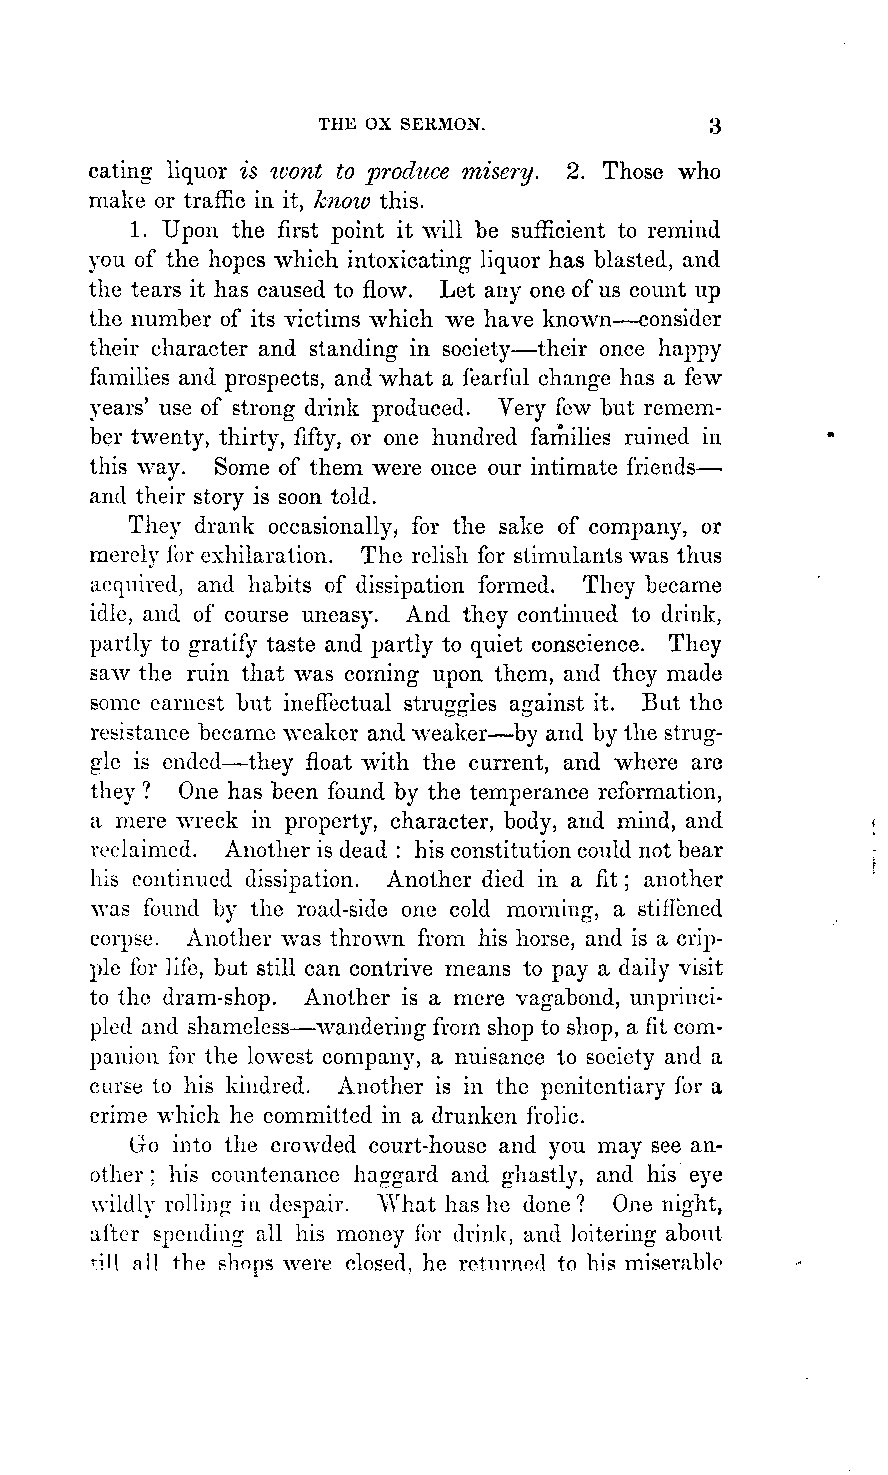 THE OX SERMON. 3
cating liquor is wont to produce misery. 2. Those who
make or traffic in it, know this.
1. Upon the first point it will be sufficient to remind
you of the hopes which intoxicating liquor has blasted, and
the tears it has caused to flow. Let any one of us count up
the number of its victims which we have known—consider
their character and standing in society—their once happy
families and prospects, and what a fearful change has a few
years' use of strong drink produced. Very few but remem-
ber twenty, thirty, fifty, or one hundred families ruined in
this way. Some of them were once our intimate friends—
and their story is soon told.
They drank occasionally, for the sake of company, or
merely for exhilaration. The relish for stimulants was thus
acquired, and habits of dissipation formed. They became
idle, and of course uneasy. And they continued to drink,
partly to gratify taste and partly to quiet conscience. They
saw the ruin that was coming upon them, and they made
some earnest but ineffectual struggles against it. But the
resistance became weaker and weaker—by and by the strug-
gle is ended—they float with the current, and where are
they? One has been found by the temperance reformation,
a mere wreck in property, character, body, and mind, and
reclaimed. Another is dead: his constitution could not bear
his continued dissipation. Another died in a fit; another
was found by the road-side one cold morning, a stiffened
corpse. Another was thrown from his horse, and is a crip-
ple for life, but still can contrive means to pay a daily visit
to the dram-shop. Another is a mere vagabond, unprinci-
pled and shameless—wandering from shop to shop, a fit com-
panion for the lowest company, a nuisance to society and a
curse to his kindred. Another is in the penitentiary for a
crime which he committed in a drunken frolic.
Go into the crowded court-house and you may see an-
other; his countenance haggard and ghastly, and his eye
wildly rolling in despair. What has he done? One night,
after spending all his money for drink, and loitering about
till all the shops were closed, he returned to his miserable